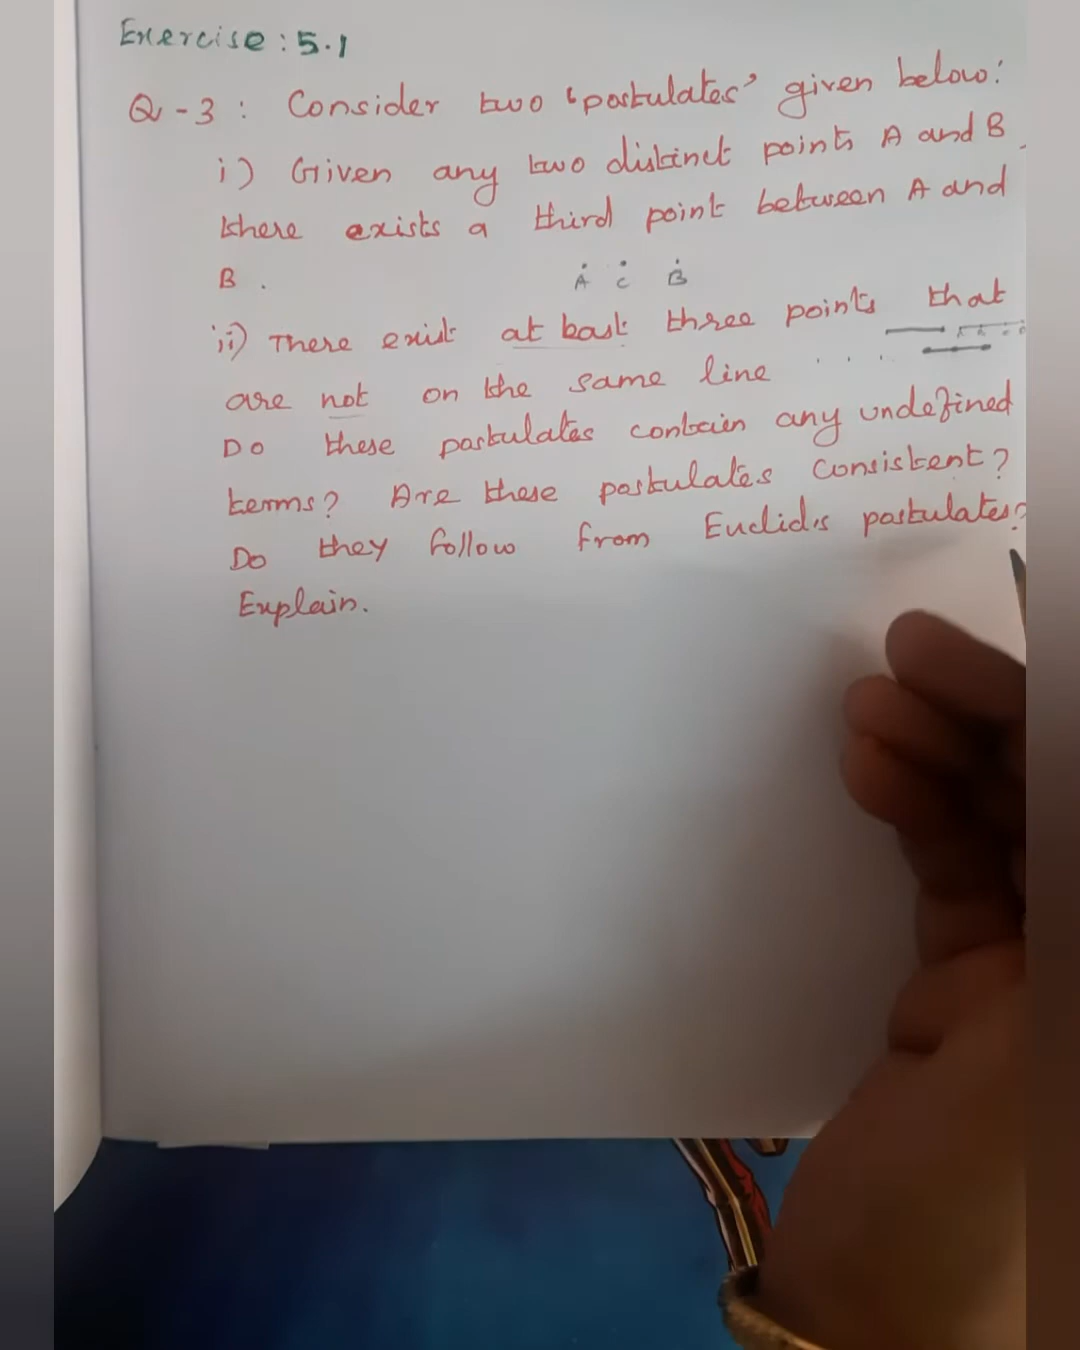 Exercise : 5.1
Q - 3 : Consider two 'postulates' given below:
i) Given any two distinct points A and B,
there exists a third point between A and
B .
A C B
ii) There exist at least three points that
are not on the same line
Do these postulates contain any undefined
terms? Are these postulates consistent?
Do they follow from Euclid's postulates?
Explain.